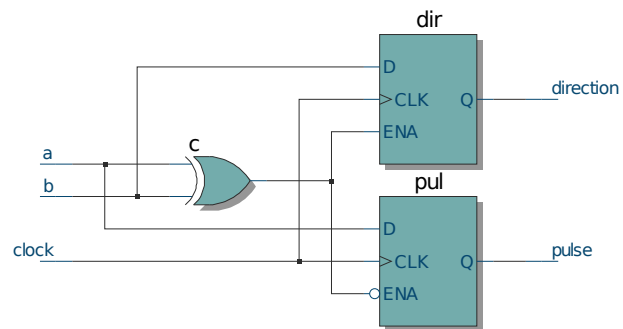 dir
D
CLK
Q
ENA
direction
c
a
b
clock
pul
D
CLK
Q
ENA
pulse